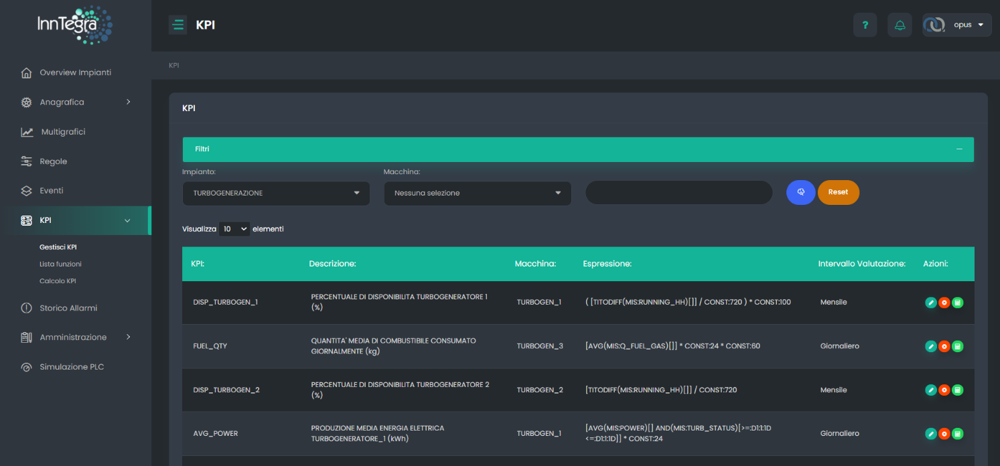 InnTegra
KPI
?
opus
Overview Impianti
Anagrafica
Multigrafici
Regole
Eventi
KPI
Gestisci KPI
Lista funzioni
Calcolo KPI
Storico Allarmi
Amministrazione
Simulazione PLC
KPI
KPI
Filtri
Impianto:
Macchina:
TURBOGENERAZIONE
Nessuna selezione
Reset
Visualizza 10 elementi
KPI: Descrizione: Macchina: Espressione: Intervallo Valutazione: Azioni:
DISP_TURBOGEN_1
PERCENTUALE DI DISPONIBILITA TURBOGENERATORE 1
(%)
TURBOGEN_1
( [TITODIFF(MIS:RUNNING_HH)[]] / CONST:720 ) * CONST:100
Mensile
FUEL_QTY
QUANTITA' MEDIA DI COMBUSTIBILE CONSUMATO
GIORNALMENTE (kg)
TURBOGEN_3
[AVG(MIS:Q_FUEL_GAS)[]] * CONST:24 * CONST:60
Giornaliero
DISP_TURBOGEN_2
PERCENTUALE DI DISPONIBILITA TURBOGENERATORE 2
(%)
TURBOGEN_2
[TITODIFF(MIS:RUNNING_HH)[]] / CONST:720
Mensile
AVG_POWER
PRODUZIONE MEDIA ENERGIA ELETTRICA
TURBOGENERATORE_1 (kWh)
TURBOGEN_1
[AVG(MIS:POWER)[] AND(MIS:TURB_STATUS)[>=:D1:1:1D
<=:D1:1:1D]] * CONST:24
Giornaliero